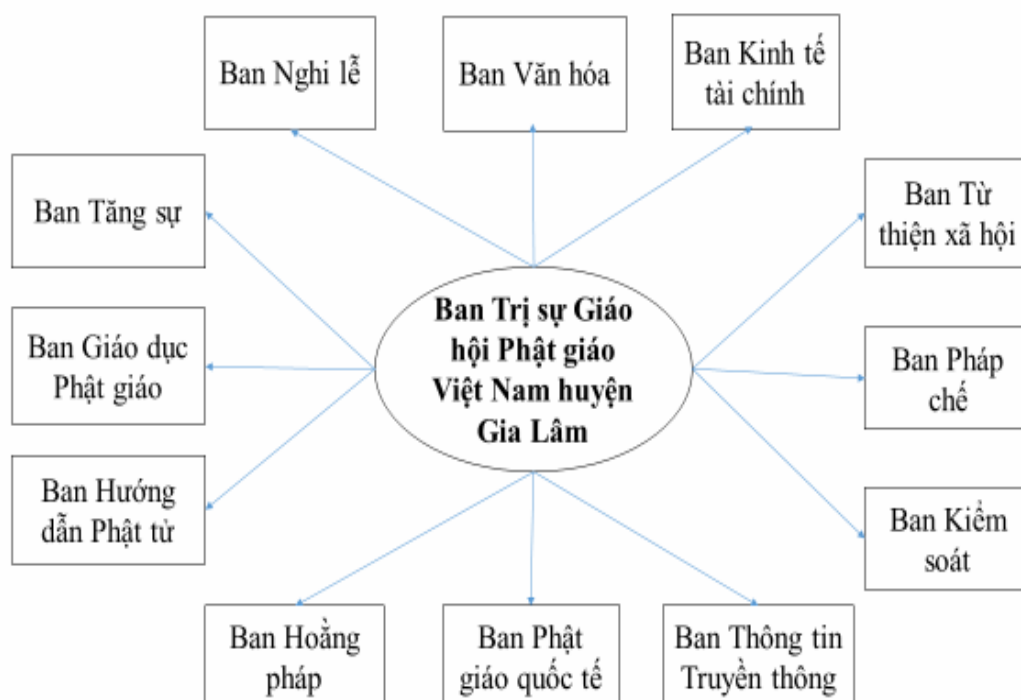 Ban Nghi lễ
Ban Văn hóa
Ban Kinh tế
tài chính
Ban Tăng sự
Ban Từ
thiện xã hội
Ban Trị sự Giáo
hội Phật giáo
Việt Nam huyện
Gia Lâm
Ban Giáo dục
Phật giáo
Ban Pháp
chế
Ban Hướng
dẫn Phật tử
Ban Kiểm
soát
Ban Hoằng
pháp
Ban Phật
giáo quốc tế
Ban Thông tin
Truyền thông